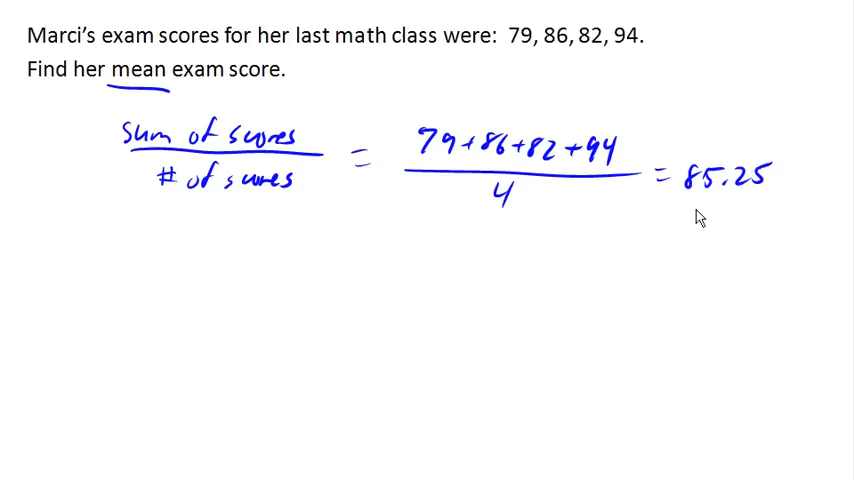 Marci's exam scores for her last math class were: 79, 86, 82, 94.
Find her mean exam score.
sum of scores / # of scores = 79+86+82+94 / 4 = 85.25